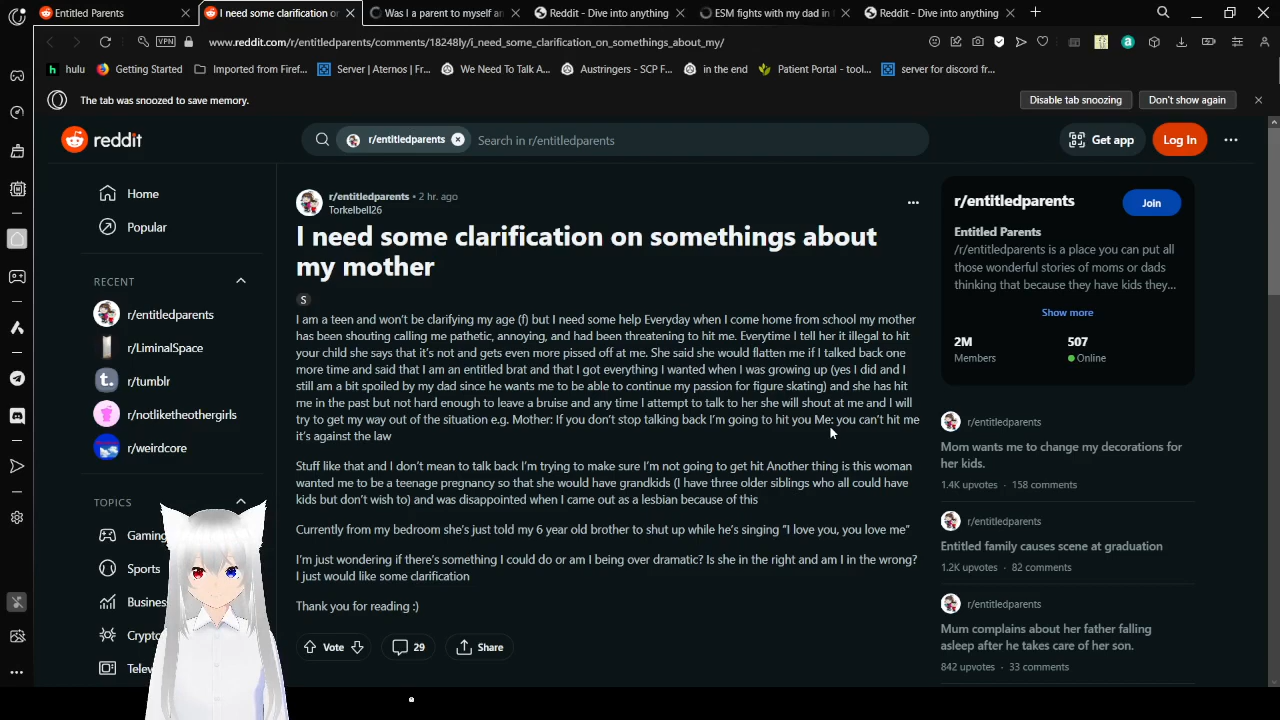 Entitled Parents
I need some clarification or
Was I a parent to myself an
Reddit - Dive into anything
ESM fights with my dad in
Reddit - Dive into anything
VPN
www.reddit.com/r/entitledparents/comments/18248ly/i_need_some_clarification_on_somethings_about_my/
hulu
Getting Started
Imported from Firef...
Server | Aternos | Fr...
We Need To Talk A...
Austringers - SCP F...
in the end
Patient Portal - tool...
server for discord fr...
The tab was snoozed to save memory.
Disable tab snoozing
Don't show again
reddit
r/entitledparents
Search in r/entitledparents
Get app
Log In
Home
Popular
RECENT
r/entitledparents
r/LiminalSpace
r/tumblr
r/notliketheothergirls
r/weirdcore
TOPICS
Gaming
Sports
Busines
Crypto
Telev
r/entitledparents • 2 hr. ago
Torkelbell26
I need some clarification on somethings about
my mother
S
I am a teen and won't be clarifying my age (f) but I need some help Everyday when I come home from school my mother
has been shouting calling me pathetic, annoying, and had been threatening to hit me. Everytime I tell her it illegal to hit
your child she says that it's not and gets even more pissed off at me. She said she would flatten me if I talked back one
more time and said that I am an entitled brat and that I got everything I wanted when I was growing up (yes I did and I
still am a bit spoiled by my dad since he wants me to be able to continue my passion for figure skating) and she has hit
me in the past but not hard enough to leave a bruise and any time I attempt to talk to her she will shout at me and I will
try to get my way out of the situation e.g. Mother: If you don't stop talking back I'm going to hit you Me: you can't hit me
it's against the law
Stuff like that and I don't mean to talk back I'm trying to make sure I'm not going to get hit Another thing is this woman
wanted me to be a teenage pregnancy so that she would have grandkids (I have three older siblings who all could have
kids but don't wish to) and was disappointed when I came out as a lesbian because of this
Currently from my bedroom she's just told my 6 year old brother to shut up while he's singing "I love you, you love me"
I'm just wondering if there's something I could do or am I being over dramatic? Is she in the right and am I in the wrong?
I just would like some clarification
Thank you for reading :)
Vote
29
Share
r/entitledparents
Join
Entitled Parents
/r/entitledparents is a place you can put all
those wonderful stories of moms or dads
thinking that because they have kids they...
Show more
2M
507
Members
Online
r/entitledparents
Mom wants me to change my decorations for
her kids.
1.4K upvotes • 158 comments
r/entitledparents
Entitled family causes scene at graduation
1.2K upvotes • 82 comments
r/entitledparents
Mum complains about her father falling
asleep after he takes care of her son.
842 upvotes • 33 comments